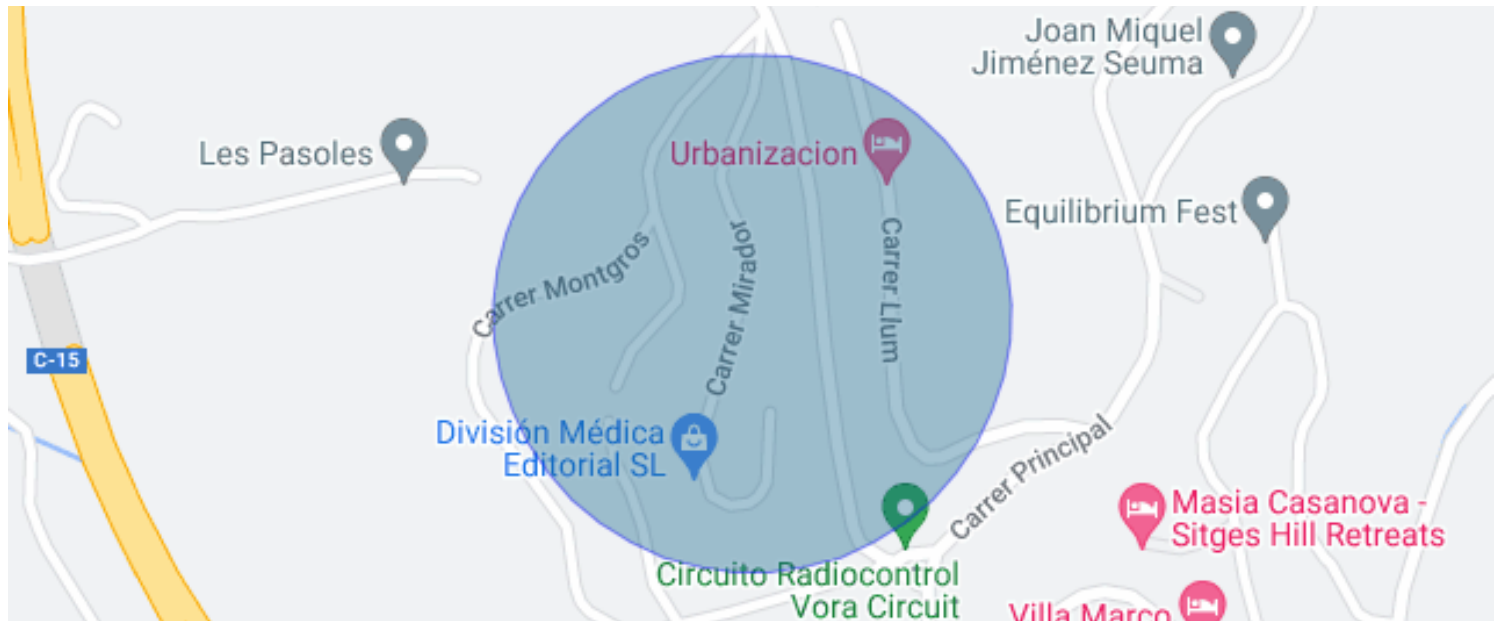 Joan Miquel
Jiménez Seuma
Les Pasoles
Urbanizacion
Equilibrium Fest
Carrer Montgros
Carrer Mirador
Carrer Llum
C-15
División Médica
Editorial SL
Carrer Principal
Masia Casanova -
Sitges Hill Retreats
Circuito Radiocontrol
Vora Circuit
Villa Marco